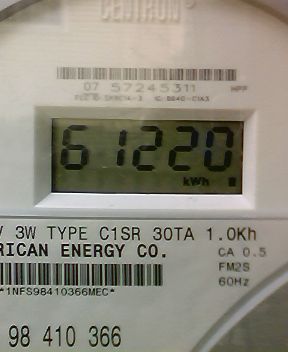 CENTRON®
07 57245311
61220
kWh
V 3W TYPE C1SR 30TA 1.0Kh
RICAN ENERGY CO.
CA 0.5
FM2S
60Hz
*1NFS98410366MEC*
98 410 366